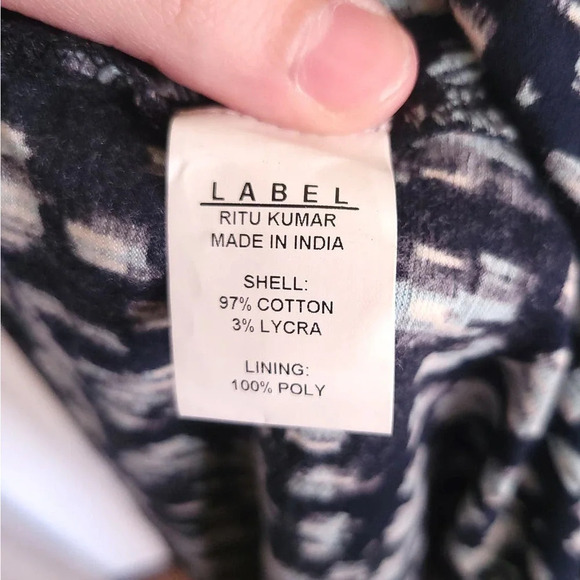 LABEL
RITU KUMAR
MADE IN INDIA
SHELL:
97% COTTON
3% LYCRA
LINING:
100% POLY